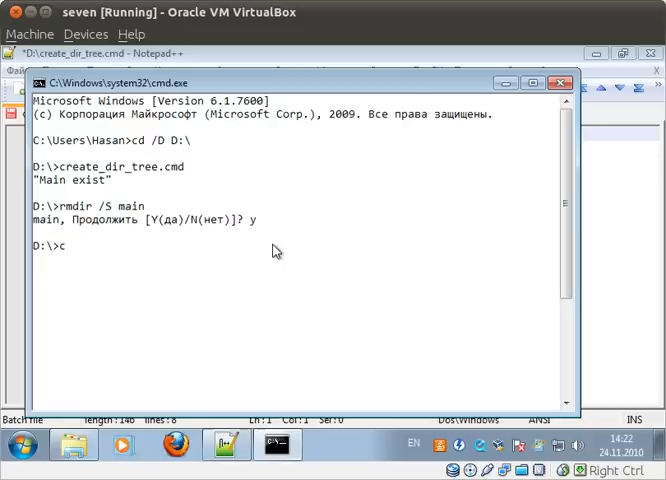 seven [Running] - Oracle VM VirtualBox
Machine Devices Help
*D:\create_dir_tree.cmd - Notepad++
C:\Windows\system32\cmd.exe
Microsoft Windows [Version 6.1.7600]
(c) Корпорация Майкрософт (Microsoft Corp.), 2009. Все права защищены.
C:\Users\Hasan>cd /D D:\
D:\>create_dir_tree.cmd
"Main exist"
D:\>rmdir /S main
main, Продолжить [Y(да)/N(нет)]? y
D:\>c
Batch file length : 146 lines : 8 Ln : 1 Col : 1 Sel : 0 Dos\Windows ANSI INS
EN 14:22
24.11.2010
Right Ctrl